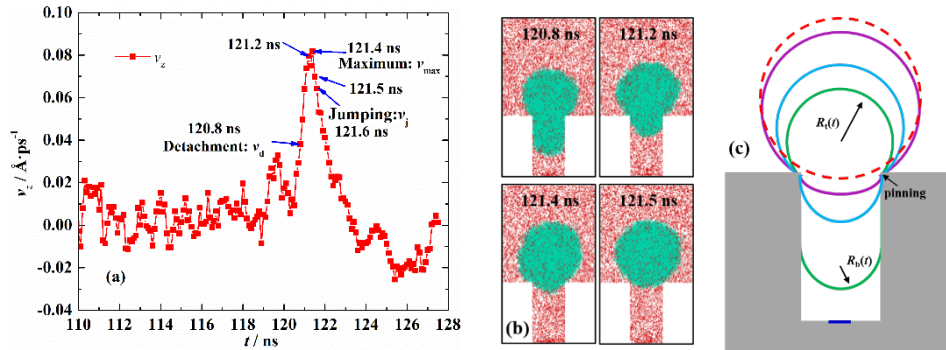 0.10
0.08
0.06
0.04
0.02
0.00
-0.02
-0.04
v_z / Å·ps⁻¹
v_z
121.2 ns
121.4 ns
Maximum: v_max
121.5 ns
Jumping:v_j
121.6 ns
120.8 ns
Detachment: v_d
(a)
110 112 114 116 118 120 122 124 126 128
t / ns
120.8 ns
121.2 ns
(b)
121.4 ns
121.5 ns
(c)
R_t(t)
pinning
R_b(t)